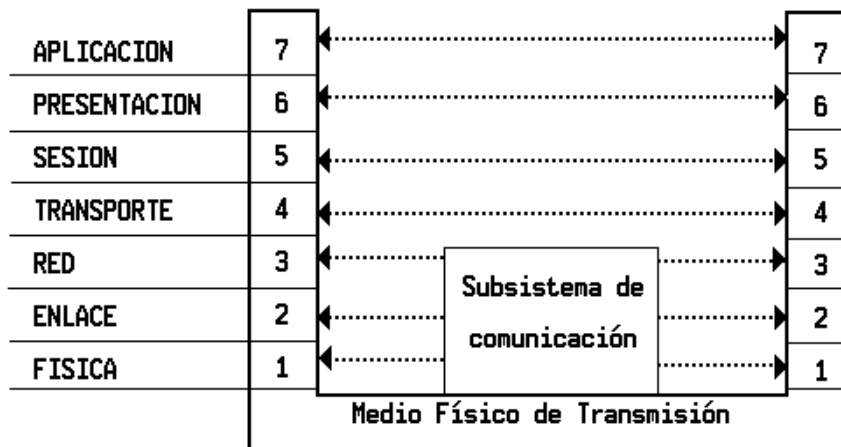 APLICACION 7 7
PRESENTACION 6 6
SESION 5 5
TRANSPORTE 4 4
RED 3 3
Subsistema de
ENLACE 2 2
comunicación
FISICA 1 1
Medio Físico de Transmisión